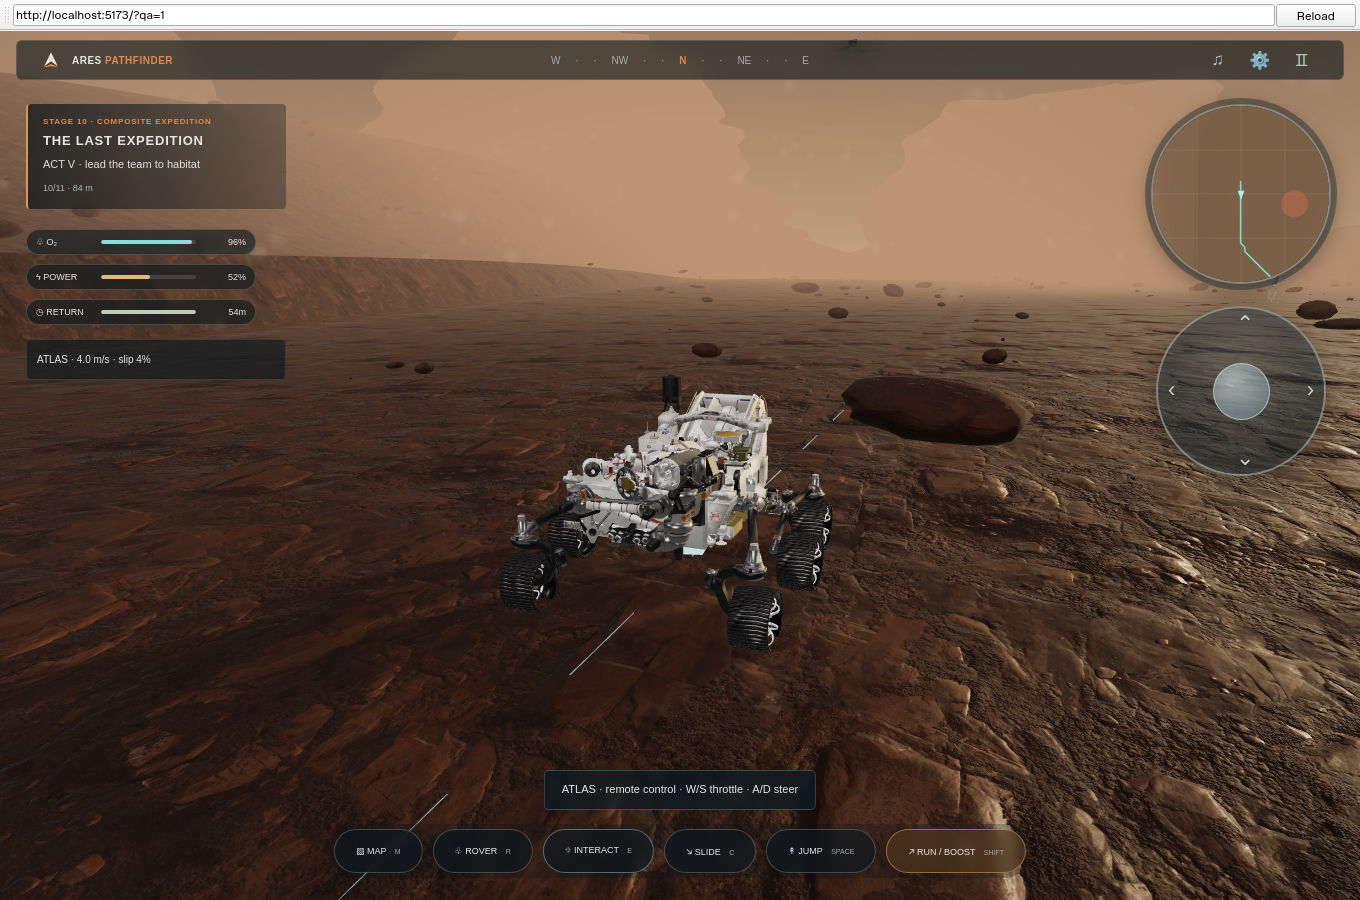 http://localhost:5173/?qa=1
Reload
ARES PATHFINDER
W · · NW · · N · · NE · · E
STAGE 10 · COMPOSITE EXPEDITION
THE LAST EXPEDITION
ACT V · lead the team to habitat
10/11 · 84 m
O₂ 96%
POWER 52%
RETURN 54m
ATLAS · 4.0 m/s · slip 4%
ATLAS · remote control · W/S throttle · A/D steer
MAP M
ROVER R
INTERACT E
SLIDE C
JUMP SPACE
RUN / BOOST SHIFT